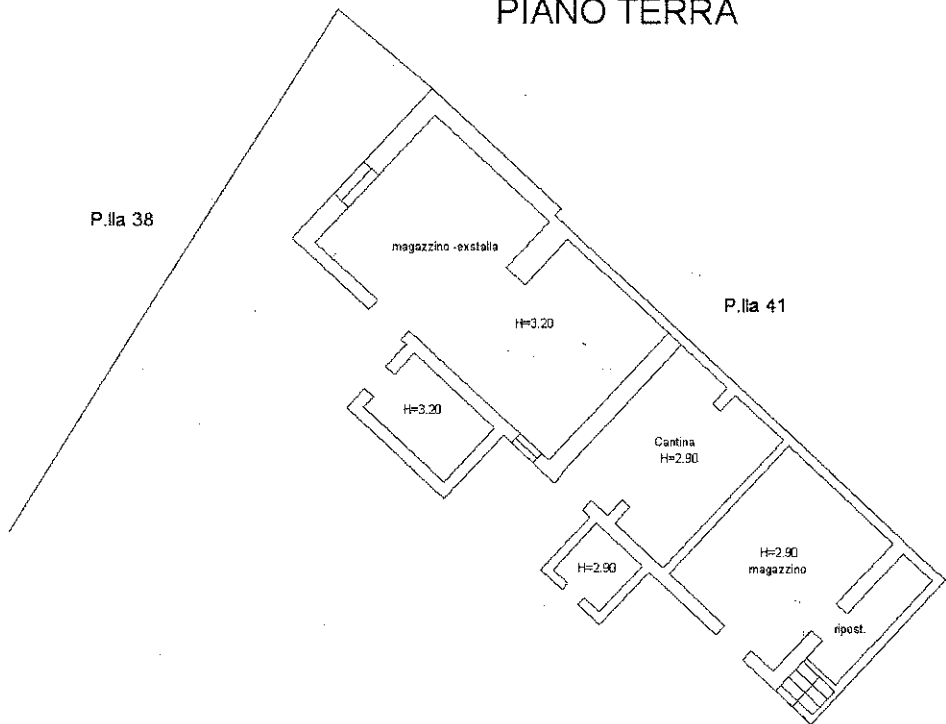 PIANO TERRA
P.lla 38
magazzino -exstalla
P.lla 41
H=3.20
H=3.20
Cantina
H=2.90
H=2.90
magazzino
H=2.90
ripost.